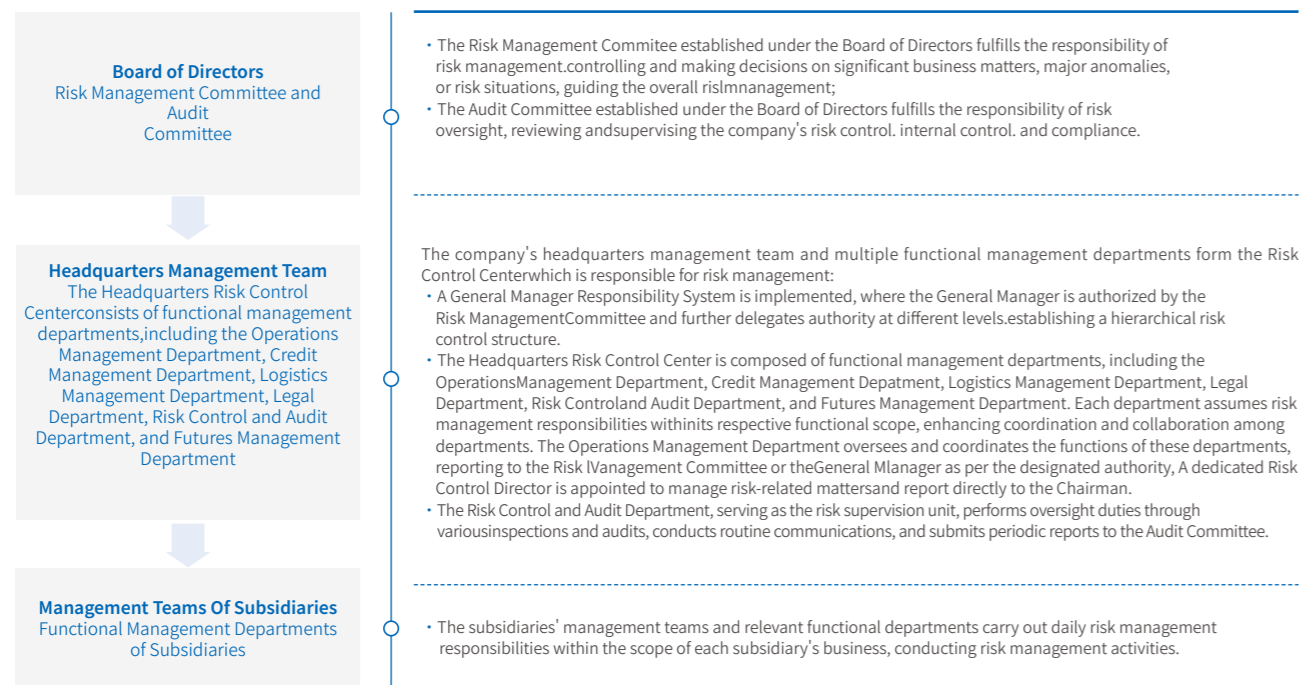 Board of Directors
Risk Management Committee and
Audit
Committee
・The Risk Management Commitee established under the Board of Directors fulfills the responsibility of
risk management.controlling and making decisions on significant business matters, major anomalies,
or risk situations, guiding the overall rislmnanagement;
・The Audit Committee established under the Board of Directors fulfills the responsibility of risk
oversight, reviewing andsupervising the company's risk control. internal control. and compliance.
Headquarters Management Team
The Headquarters Risk Control
Centerconsists of functional management
departments,including the Operations
Management Department, Credit
Management Department, Logistics
Management Department, Legal
Department, Risk Control and Audit
Department, and Futures Management
Department
The company's headquarters management team and multiple functional management departments form the Risk
Control Centerwhich is responsible for risk management:
・A General Manager Responsibility System is implemented, where the General Manager is authorized by the
Risk ManagementCommittee and further delegates authority at different levels.establishing a hierarchical risk
control structure.
・The Headquarters Risk Control Center is composed of functional management departments, including the
OperationsManagement Department, Credit Management Depatment, Logistics Management Department, Legal
Department, Risk Controland Audit Department, and Futures Management Department. Each department assumes risk
management responsibilities withinits respective functional scope, enhancing coordination and collaboration among
departments. The Operations Management Department oversees and coordinates the functions of these departments,
reporting to the Risk lVanagement Committee or theGeneral Mlanager as per the designated authority, A dedicated Risk
Control Director is appointed to manage risk-related mattersand report directly to the Chairman.
・The Risk Control and Audit Department, serving as the risk supervision unit, performs oversight duties through
variousinspections and audits, conducts routine communications, and submits periodic reports to the Audit Committee.
Management Teams Of Subsidiaries
Functional Management Departments
of Subsidiaries
・The subsidiaries' management teams and relevant functional departments carry out daily risk management
responsibilities within the scope of each subsidiary's business, conducting risk management activities.